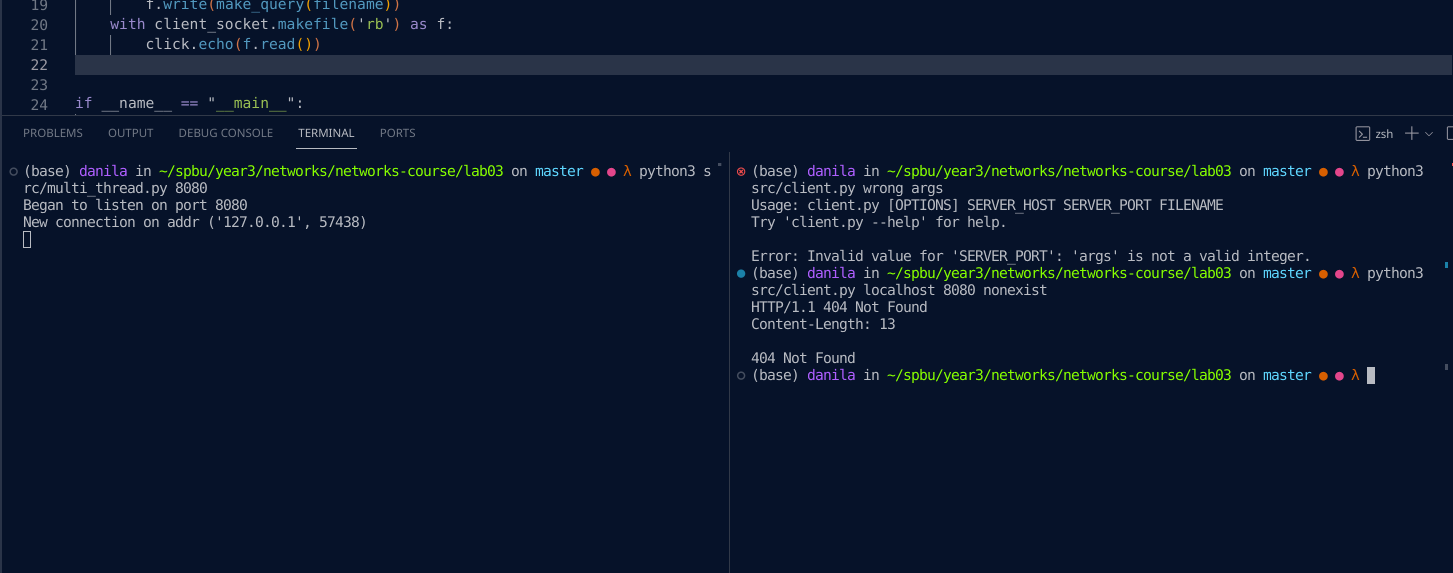 19 f.write(make_query(filename))
20 with client_socket.makefile('rb') as f:
21 click.echo(f.read())
22
23
24 if __name__ == "__main__":
PROBLEMS OUTPUT DEBUG CONSOLE TERMINAL PORTS zsh
(base) danila in ~/spbu/year3/networks/networks-course/lab03 on master ● ● λ python3 s
rc/multi_thread.py 8080
Began to listen on port 8080
New connection on addr ('127.0.0.1', 57438)
(base) danila in ~/spbu/year3/networks/networks-course/lab03 on master ● ● λ python3
src/client.py wrong args
Usage: client.py [OPTIONS] SERVER_HOST SERVER_PORT FILENAME
Try 'client.py --help' for help.
Error: Invalid value for 'SERVER_PORT': 'args' is not a valid integer.
(base) danila in ~/spbu/year3/networks/networks-course/lab03 on master ● ● λ python3
src/client.py localhost 8080 nonexist
HTTP/1.1 404 Not Found
Content-Length: 13
404 Not Found
(base) danila in ~/spbu/year3/networks/networks-course/lab03 on master ● ● λ